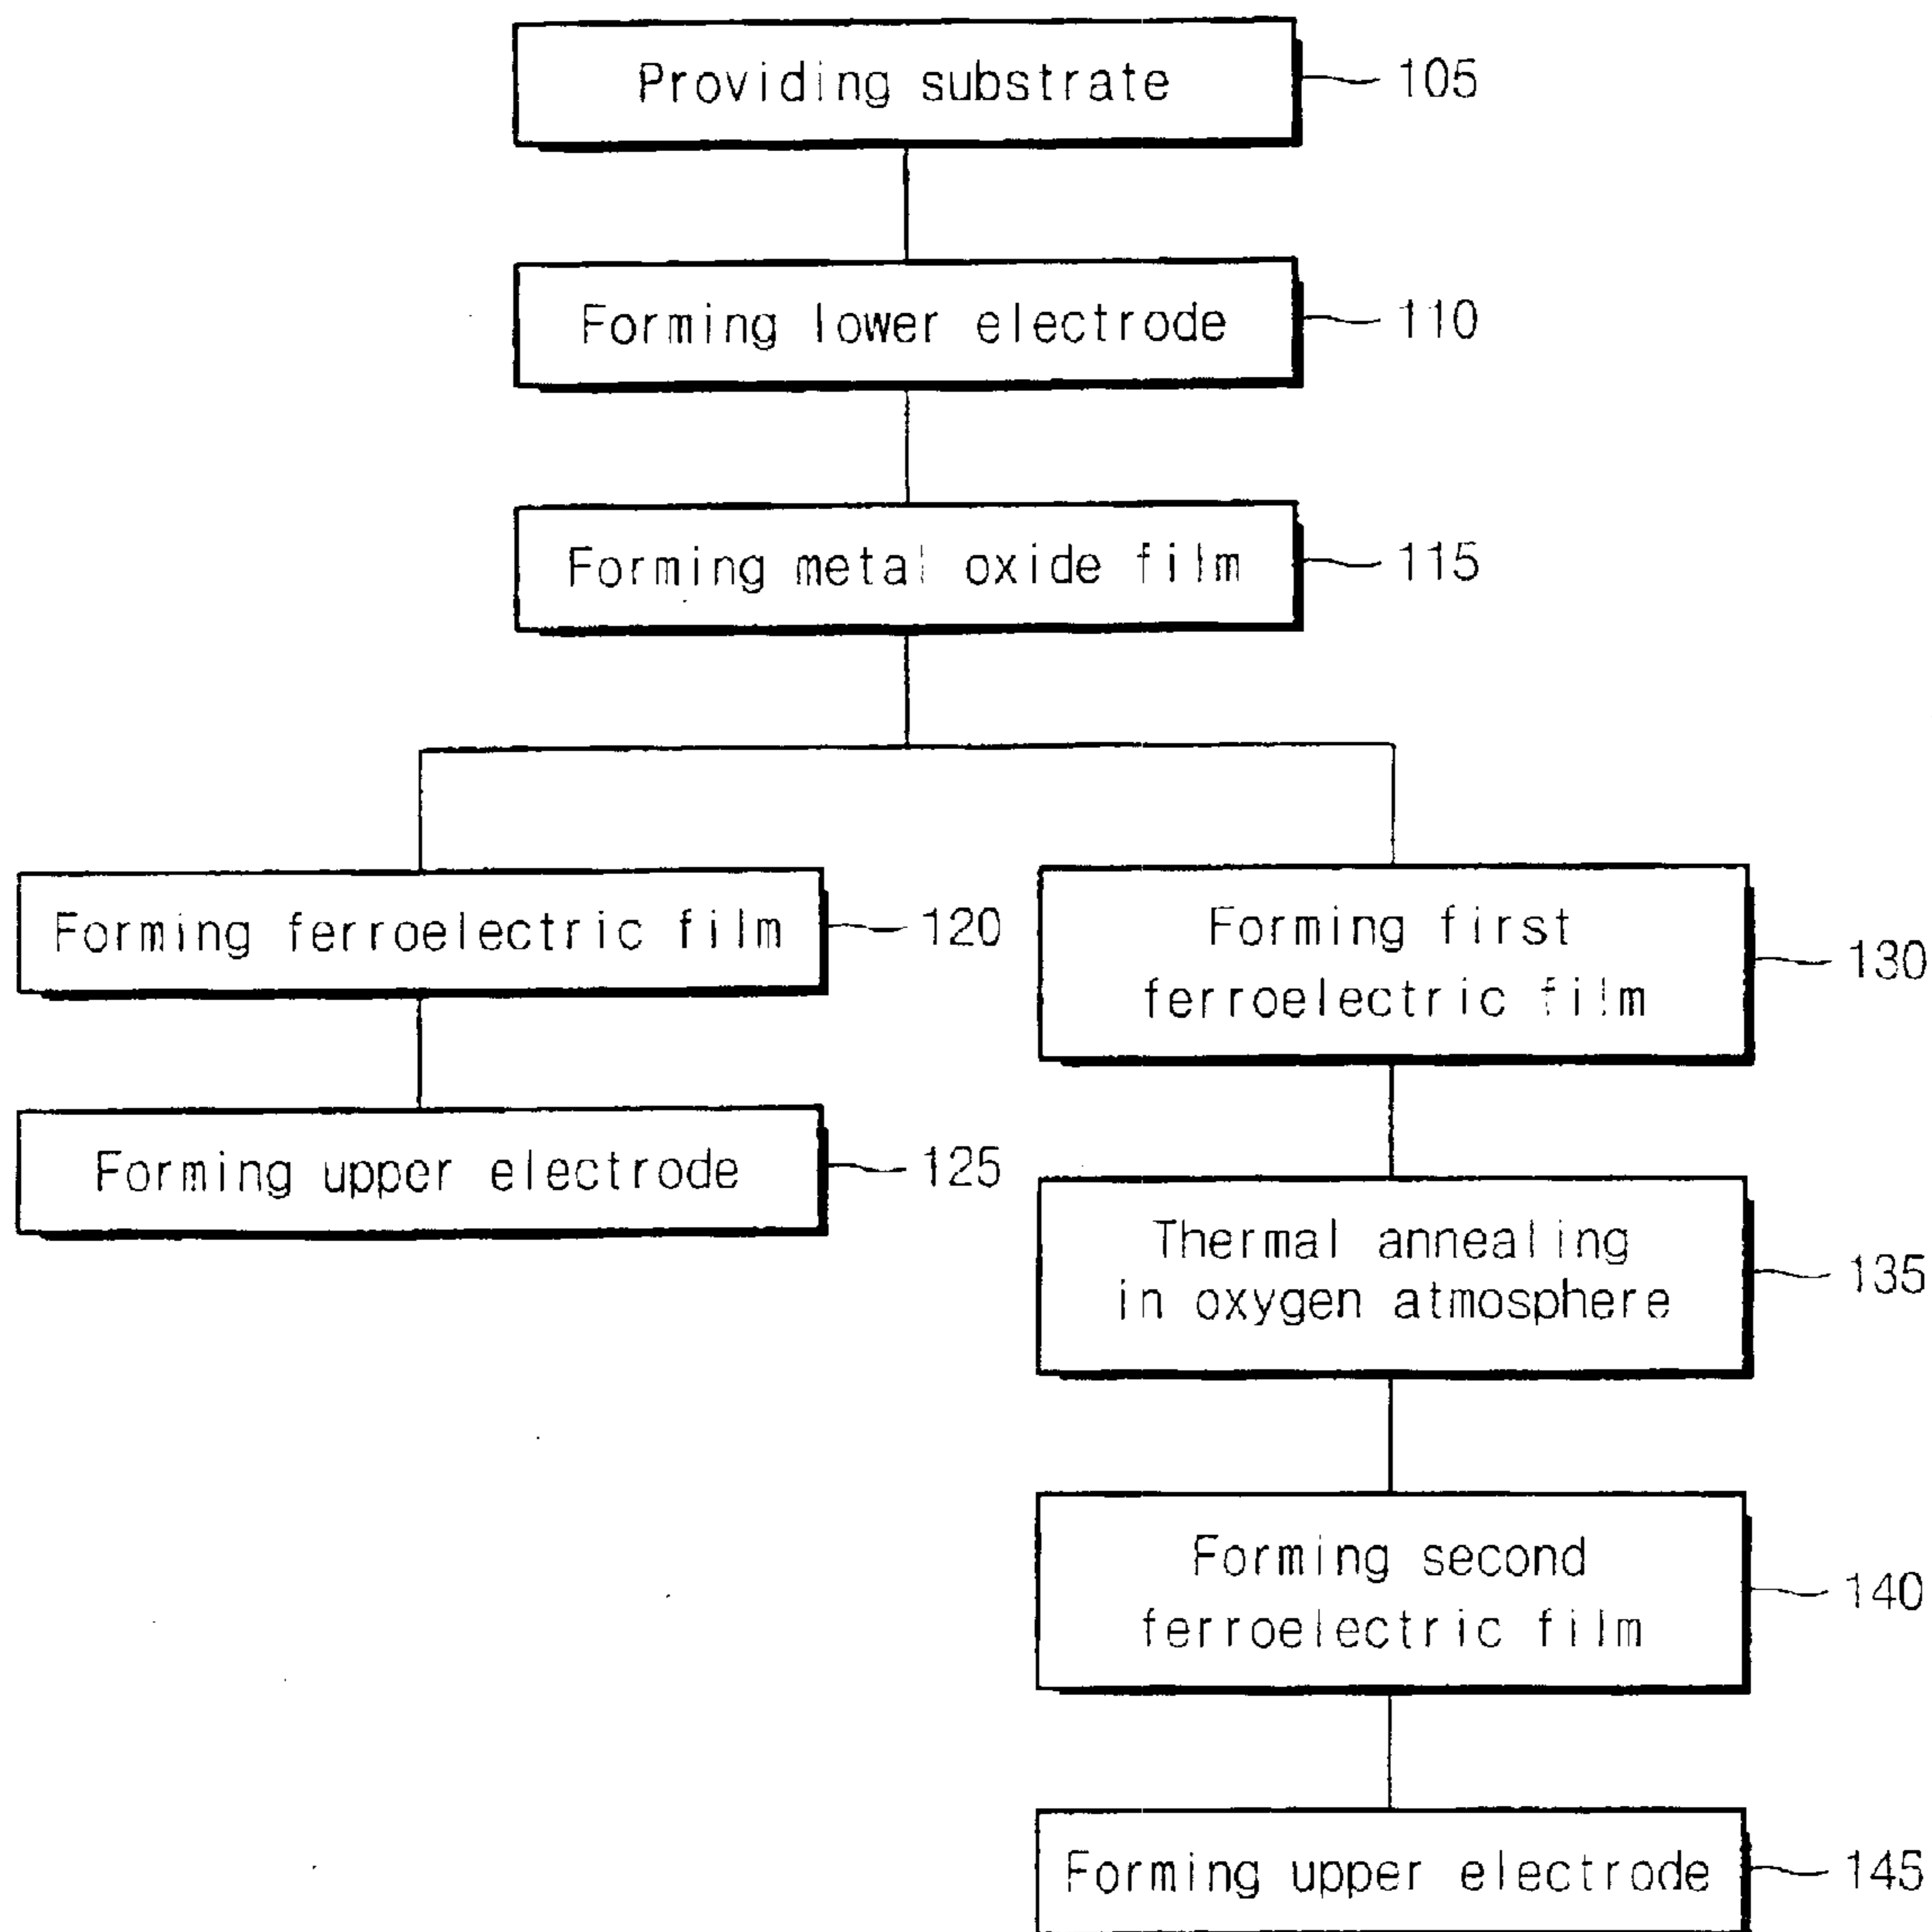 Providing substrate
105
Forming lower electrode
110
Forming metal oxide film
115
Forming ferroelectric film
120
Forming upper electrode
125
Forming first
ferroelectric film
130
Thermal annealing
in oxygen atmosphere
135
Forming second
ferroelectric film
140
Forming upper electrode
145